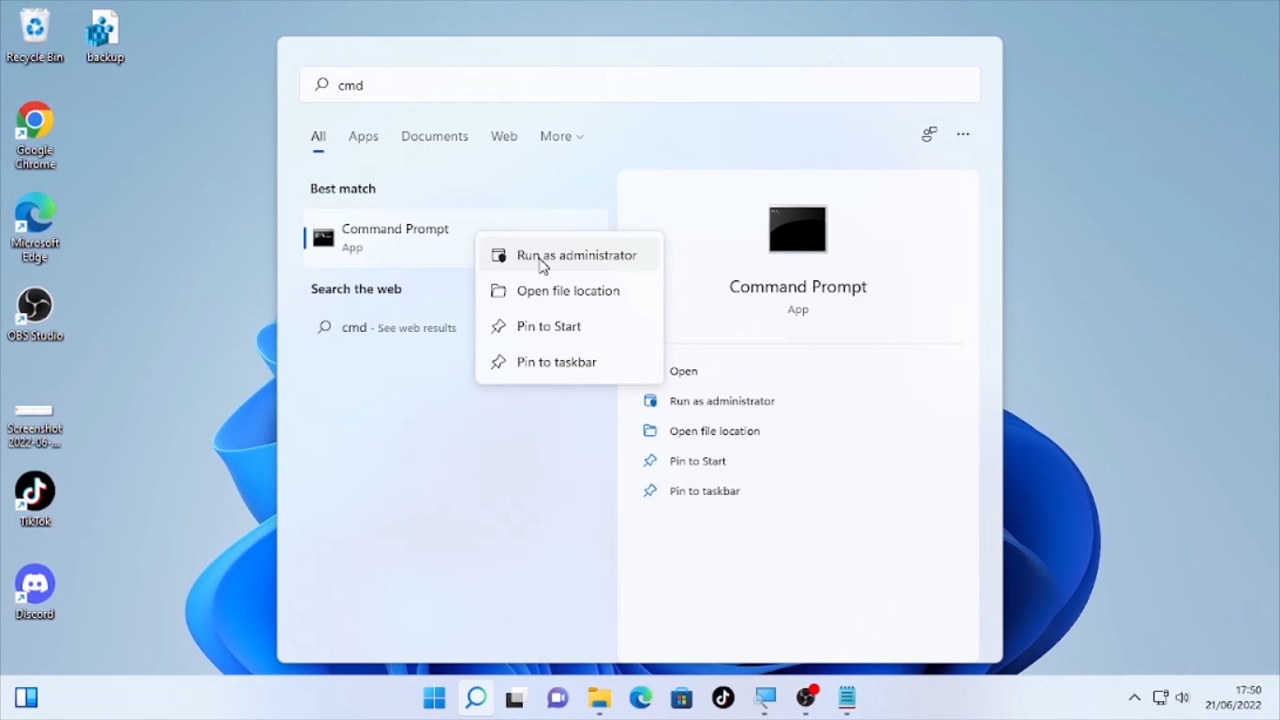 Recycle Bin
backup
Google
Chrome
Microsoft
Edge
OBS Studio
Screenshot
2022-06-...
TikTok
Discord
cmd
All
Apps
Documents
Web
More
Best match
Command Prompt
App
Search the web
cmd - See web results
Run as administrator
Open file location
Pin to Start
Pin to taskbar
Command Prompt
App
Open
Run as administrator
Open file location
Pin to Start
Pin to taskbar
17:50
21/06/2022